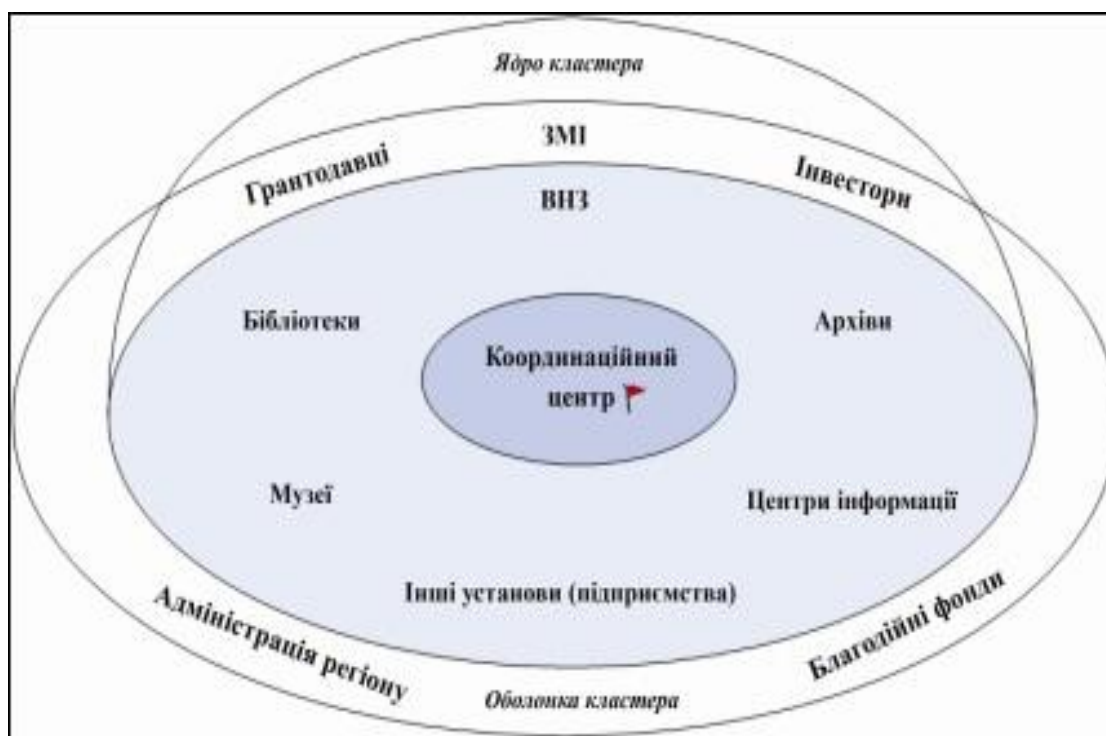 Ядро кластера
ЗМІ
Грантодавці
Інвестори
ВНЗ
Бібліотеки
Архіви
Координаційний
центр
Музеї
Центри інформації
Інші установи (підприємства)
Адміністрація регіону
Благодійні фонди
Оболонка кластера